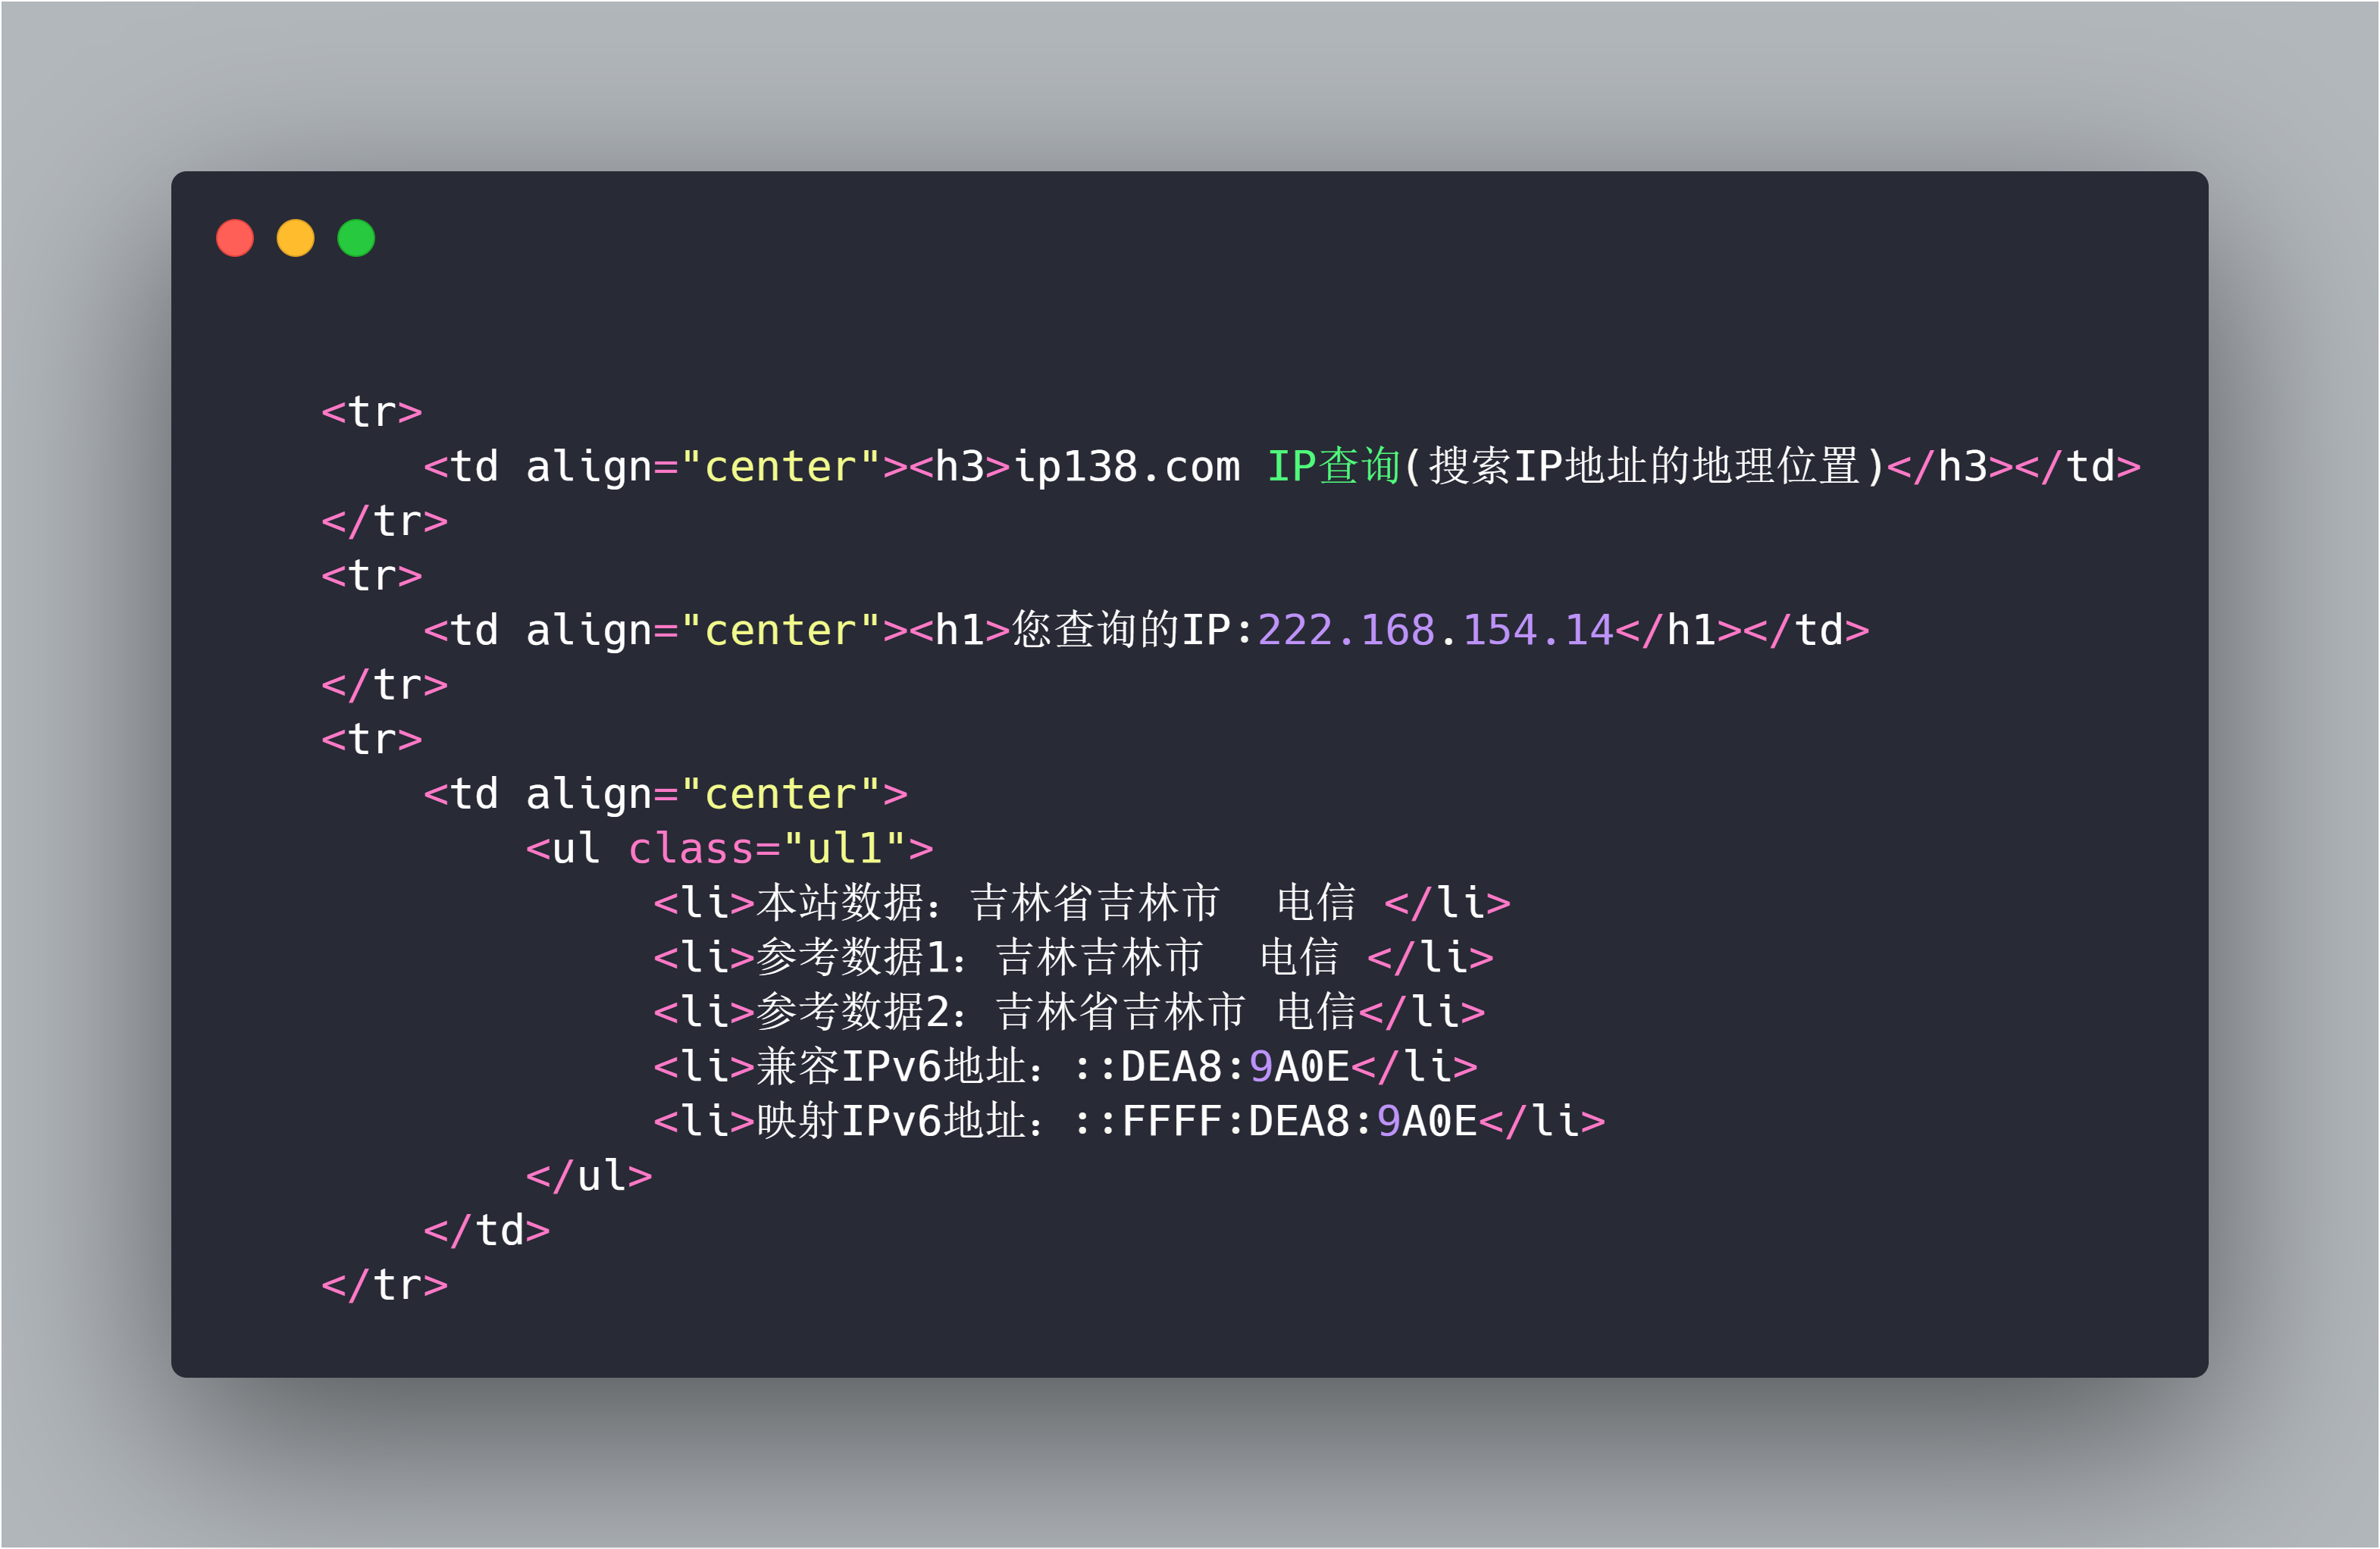 <tr>
    <td align="center"><h3>ip138.com IP查询(搜索IP地址的地理位置)</h3></td>
</tr>
<tr>
    <td align="center"><h1>您查询的IP:222.168.154.14</h1></td>
</tr>
<tr>
    <td align="center">
        <ul class="ul1">
             <li>本站数据：吉林省吉林市  电信 </li>
             <li>参考数据1：吉林吉林市  电信 </li>
             <li>参考数据2：吉林省吉林市 电信</li>
             <li>兼容IPv6地址：::DEA8:9A0E</li>
             <li>映射IPv6地址：::FFFF:DEA8:9A0E</li>
        </ul>
    </td>
</tr>